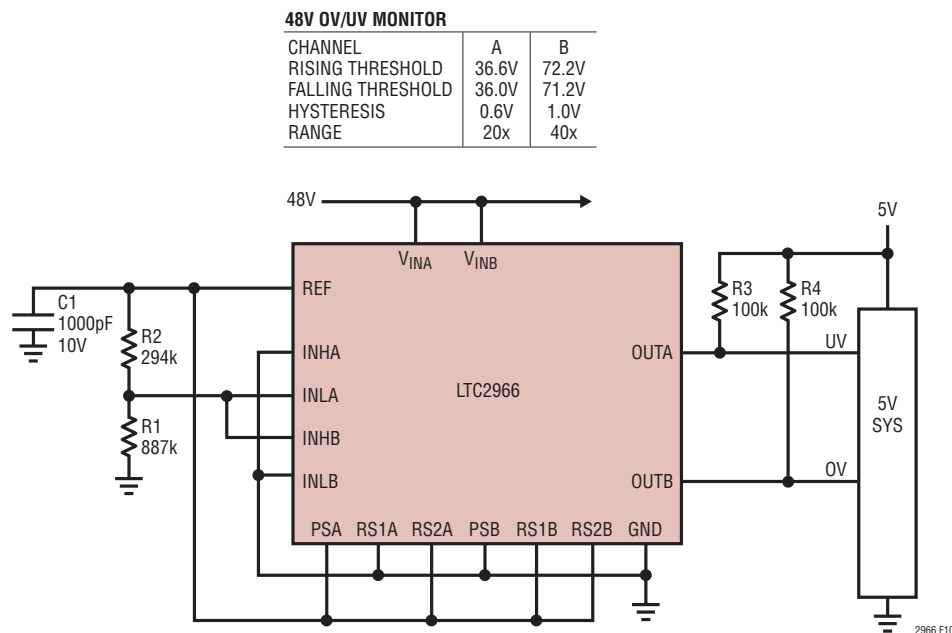 48V OV/UV MONITOR
CHANNEL A B
RISING THRESHOLD 36.6V 72.2V
FALLING THRESHOLD 36.0V 71.2V
HYSTERESIS 0.6V 1.0V
RANGE 20x 40x
48V
5V
VINA VINB
REF
C1
1000pF
10V
R2
294k
R1
887k
INHA
INLA
INHB
INLB
LTC2966
OUTA
OUTB
R3
100k
R4
100k
UV
OV
5V
SYS
PSA RS1A RS2A PSB RS1B RS2B GND
2966 F10